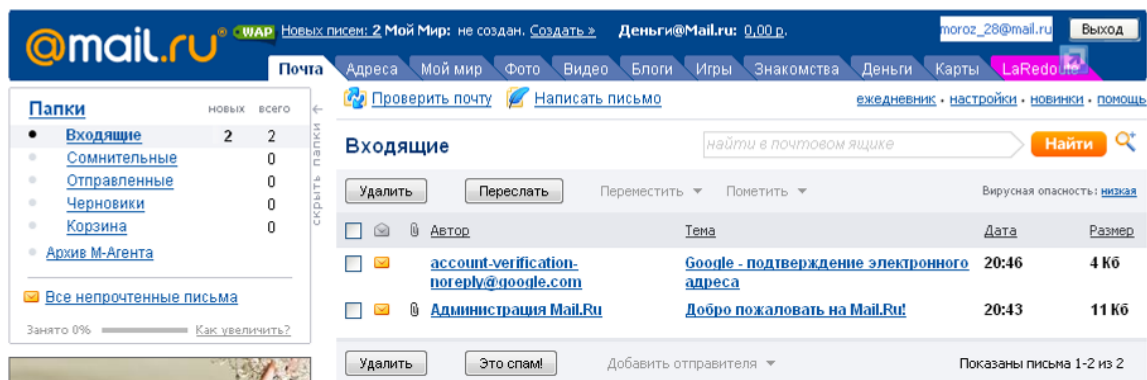 @mail.ru® WAP Новых писем: 2 Мой Мир: не создан. Создать » Деньги@Mail.ru: 0,00 р. moroz_28@mail.ru Выход
Почта Адреса Мой мир Фото Видео Блоги Игры Знакомства Деньги Карты LaRedoute
Проверить почту Написать письмо ежедневник · настройки · новинки · помощь
Папки новых всего
Входящие 2 2
Сомнительные 0
Отправленные 0
Черновики 0
Корзина 0
Архив М-Агента
Все непрочтенные письма
Занято 0% Как увеличить?
← скрыть папки
Входящие найти в почтовом ящике Найти
Удалить Переслать Переместить Пометить Вирусная опасность: низкая
Автор Тема Дата Размер
account-verification- Google - подтверждение электронного 20:46 4 Кб
noreply@google.com адреса
Администрация Mail.Ru Добро пожаловать на Mail.Ru! 20:43 11 Кб
Удалить Это спам! Добавить отправителя Показаны письма 1-2 из 2